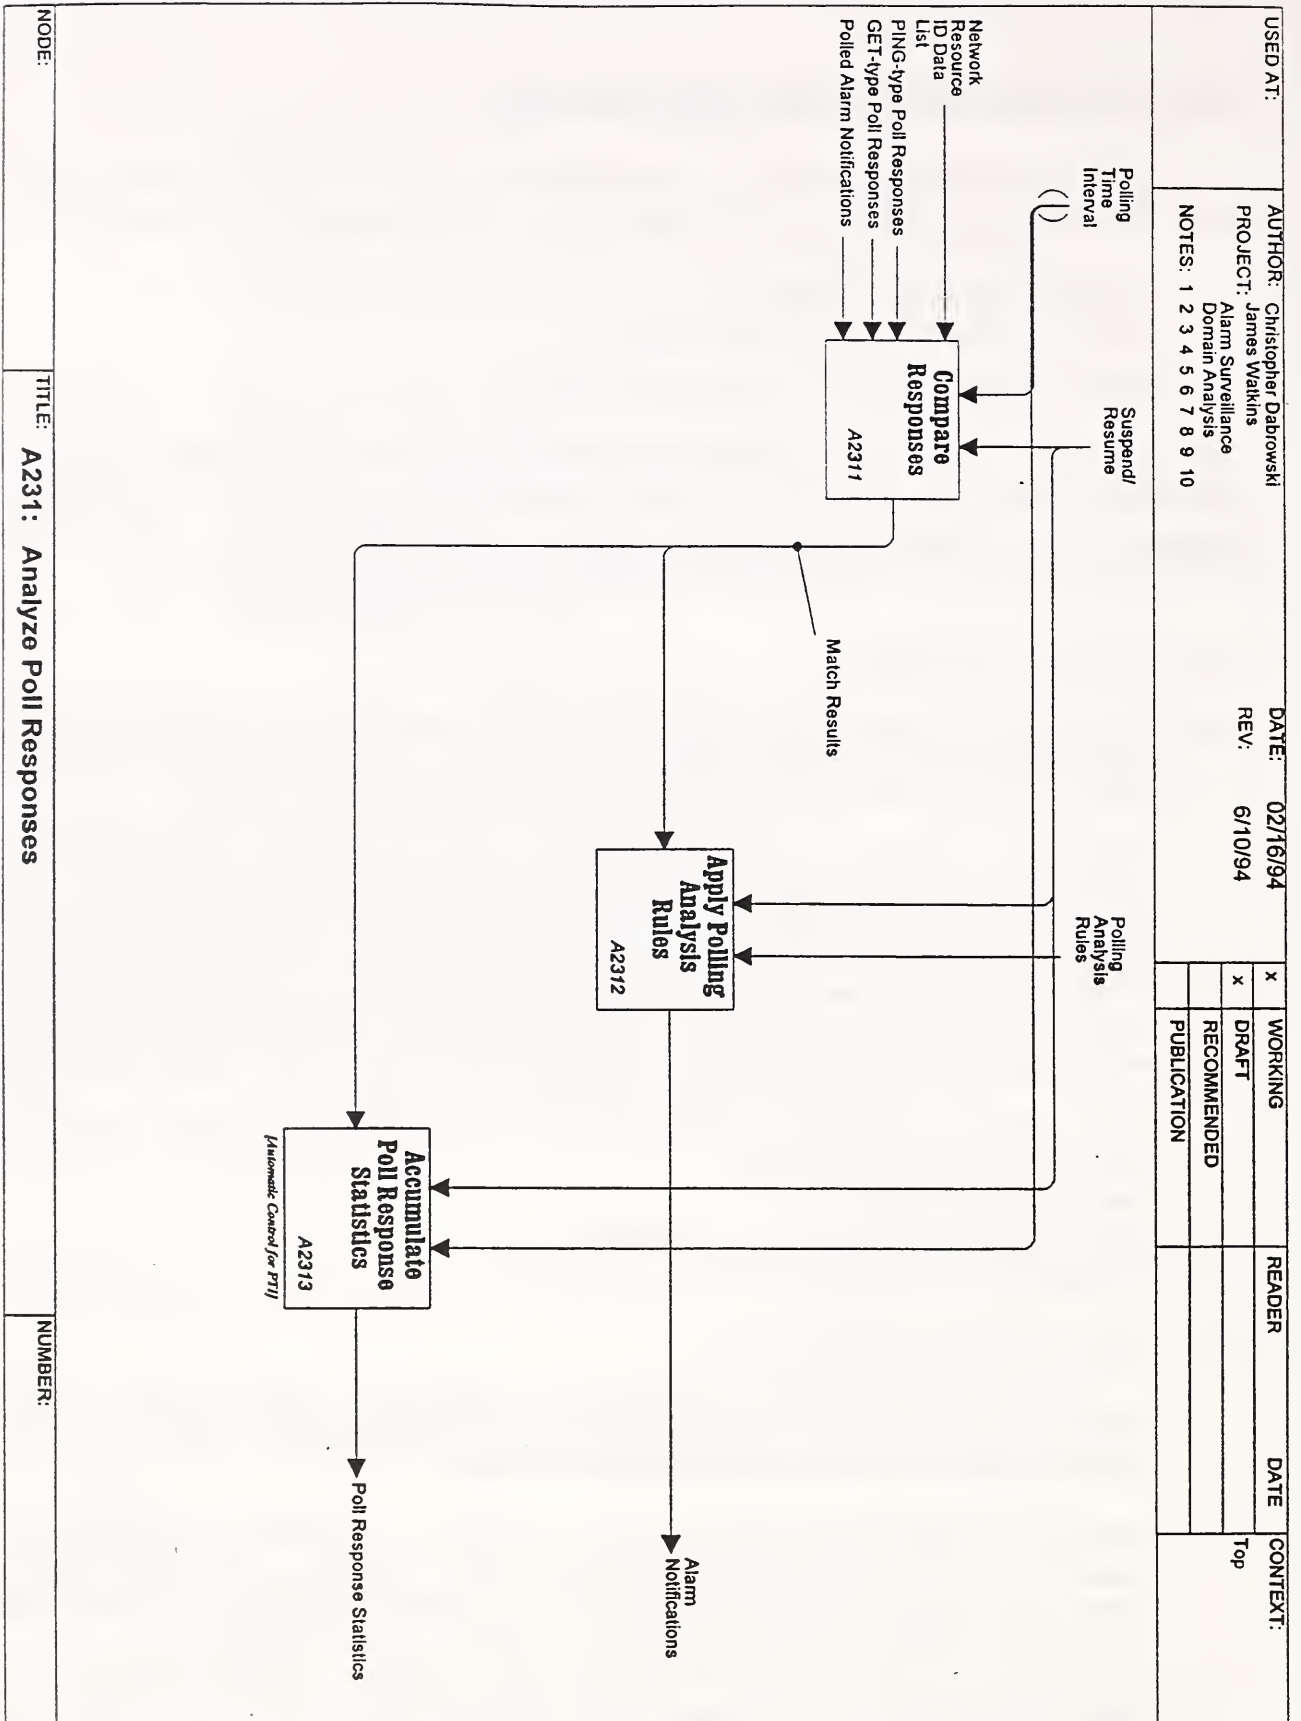 USED AT:
AUTHOR: Christopher Dabrowski
James Watkins
PROJECT: Alarm Surveillance
Domain Analysis
NOTES: 1 2 3 4 5 6 7 8 9 10
DATE: 02/16/94
REV: 6/10/94
x WORKING
x DRAFT
RECOMMENDED
PUBLICATION
READER DATE
CONTEXT:
Top
Polling
Time
Interval
Suspend/
Resume
Polling
Analysis
Rules
Network
Resource
ID Data
List
PING-type Poll Responses
GET-type Poll Responses
Polled Alarm Notifications
Compare
Responses
A2311
Match Results
Apply Polling
Analysis
Rules
A2312
Alarm
Notifications
Accumulate
Poll Response
Statistics
A2313
[Automatic Control for PTI]
Poll Response Statistics
NODE:
TITLE: A231: Analyze Poll Responses
NUMBER: